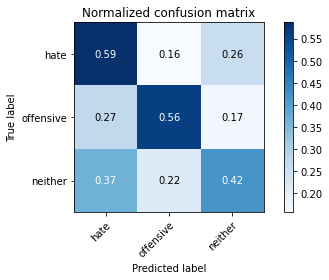 Normalized confusion matrix
True label
hate
offensive
neither
0.59 0.16 0.26
0.27 0.56 0.17
0.37 0.22 0.42
hate
offensive
neither
Predicted label
0.55
0.50
0.45
0.40
0.35
0.30
0.25
0.20